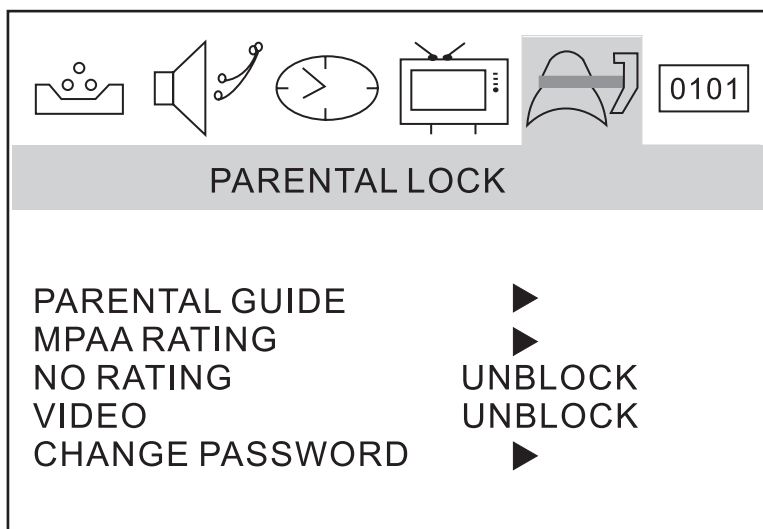 0101
PARENTAL LOCK
PARENTAL GUIDE ▶
MPAA RATING ▶
NO RATING UNBLOCK
VIDEO UNBLOCK
CHANGE PASSWORD ▶